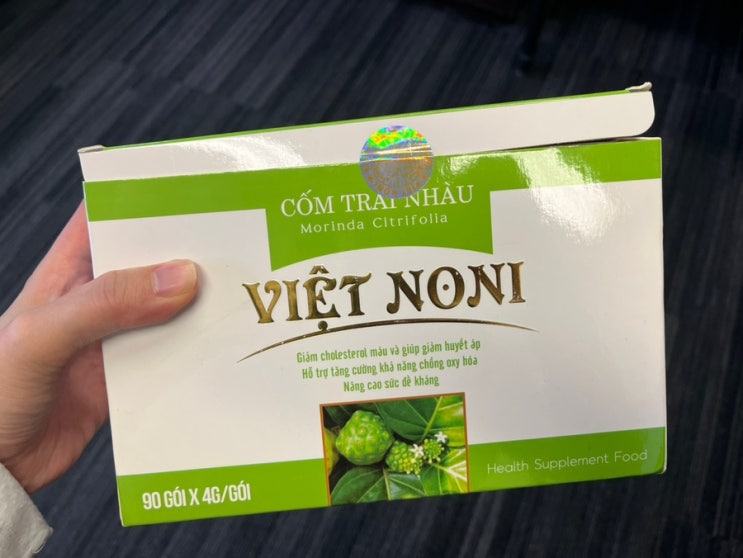 CỐM TRÁI NHÀU
Morinda Citrifolia
VIỆT NONI
Giảm cholesterol máu và giúp giảm huyết áp
Hỗ trợ tăng cường khả năng chống oxy hóa
Nâng cao sức đề kháng
90 GÓI X 4G/GÓI
Health Supplement Food